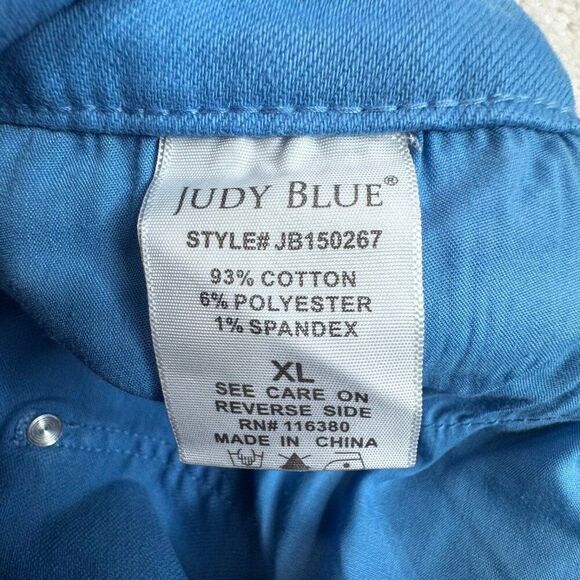 JUDY BLUE®
STYLE# JB150267
93% COTTON
6% POLYESTER
1% SPANDEX
XL
SEE CARE ON
REVERSE SIDE
RN# 116380
MADE IN CHINA